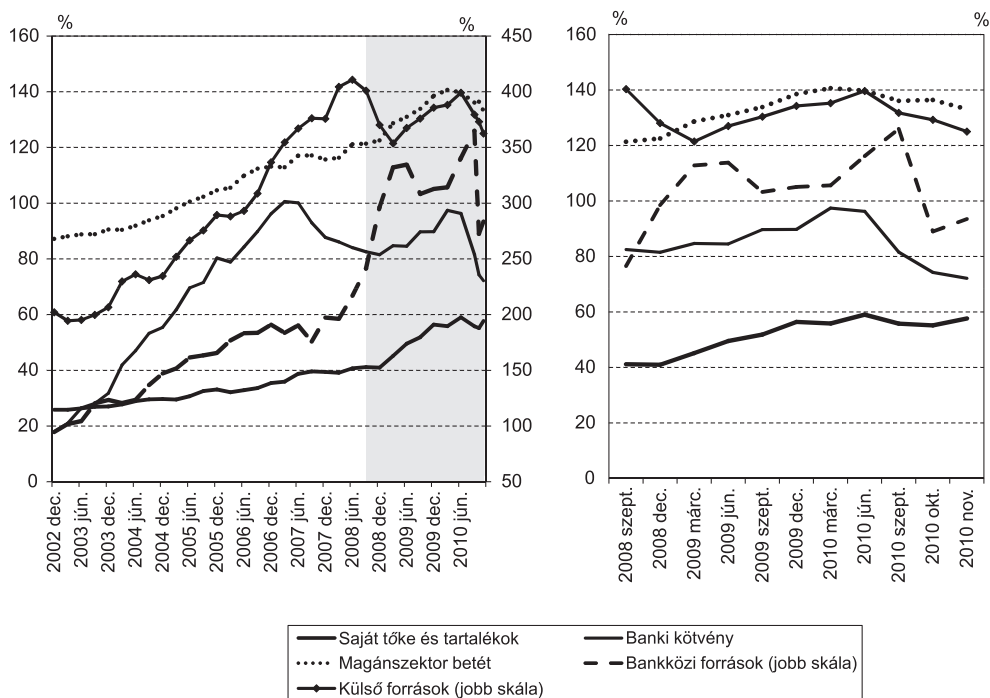 %
%
160
140
120
100
80
60
40
20
0
450
400
350
300
250
200
150
100
50
2002 dec.
2003 jún.
2003 dec.
2004 jún.
2004 dec.
2005 jún.
2005 dec.
2006 jún.
2006 dec.
2007 jún.
2007 dec.
2008 jún.
2008 dec.
2009 jún.
2009 dec.
2010 jún.
%
%
160
140
120
100
80
60
40
20
0
2008 szept.
2008 dec.
2009 márc.
2009 jún.
2009 szept.
2009 dec.
2010 márc.
2010 jún.
2010 szept.
2010 okt.
2010 nov.
Saját tőke és tartalékok
Banki kötvény
Magánszektor betét
Bankközi források (jobb skála)
Külső források (jobb skála)